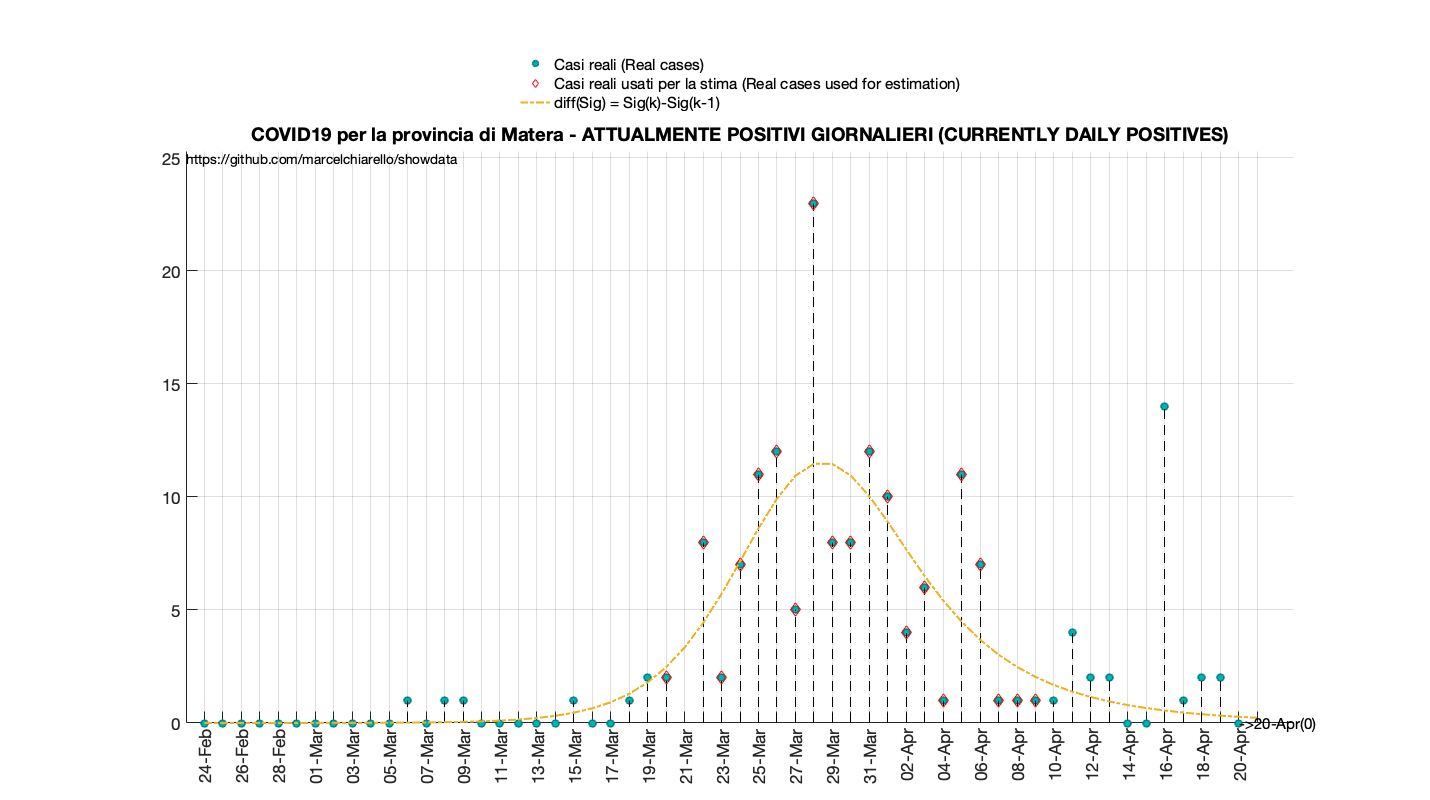 Casi reali (Real cases)
Casi reali usati per la stima (Real cases used for estimation)
diff(Sig) = Sig(k)-Sig(k-1)
COVID19 per la provincia di Matera - ATTUALMENTE POSITIVI GIORNALIERI (CURRENTLY DAILY POSITIVES)
https://github.com/marcelchiarello/showdata
25
20
15
10
5
0
-->20-Apr(0)
24-Feb
26-Feb
28-Feb
01-Mar
03-Mar
05-Mar
07-Mar
09-Mar
11-Mar
13-Mar
15-Mar
17-Mar
19-Mar
21-Mar
23-Mar
25-Mar
27-Mar
29-Mar
31-Mar
02-Apr
04-Apr
06-Apr
08-Apr
10-Apr
12-Apr
14-Apr
16-Apr
18-Apr
20-Apr